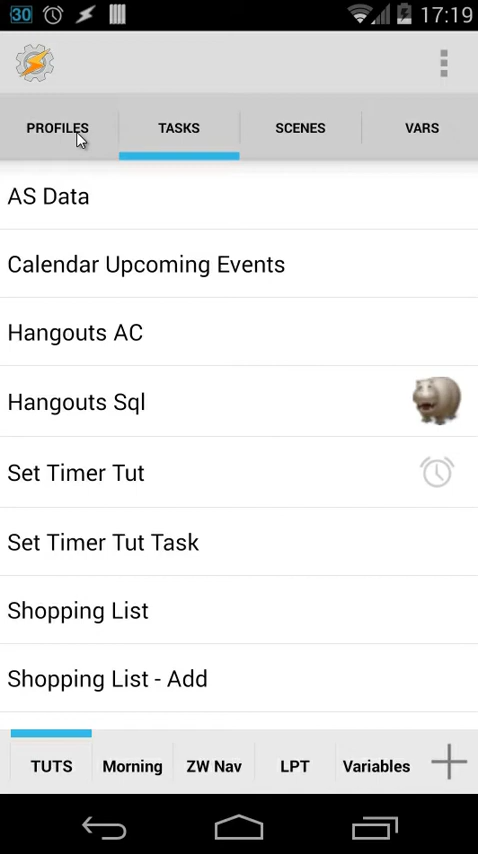 30 17:19
PROFILES TASKS SCENES VARS
AS Data
Calendar Upcoming Events
Hangouts AC
Hangouts Sql
Set Timer Tut
Set Timer Tut Task
Shopping List
Shopping List - Add
TUTS Morning ZW Nav LPT Variables